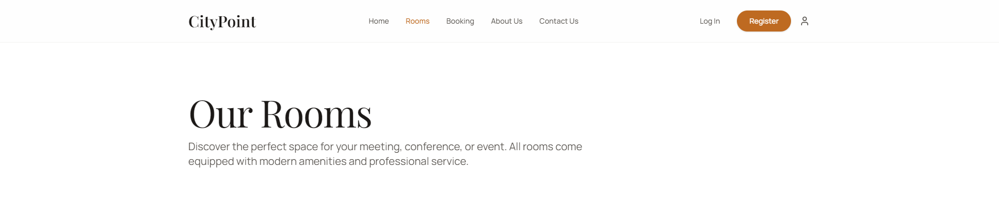 CityPoint
Home Rooms Booking About Us Contact Us
Log In Register
Our Rooms
Discover the perfect space for your meeting, conference, or event. All rooms come
equipped with modern amenities and professional service.